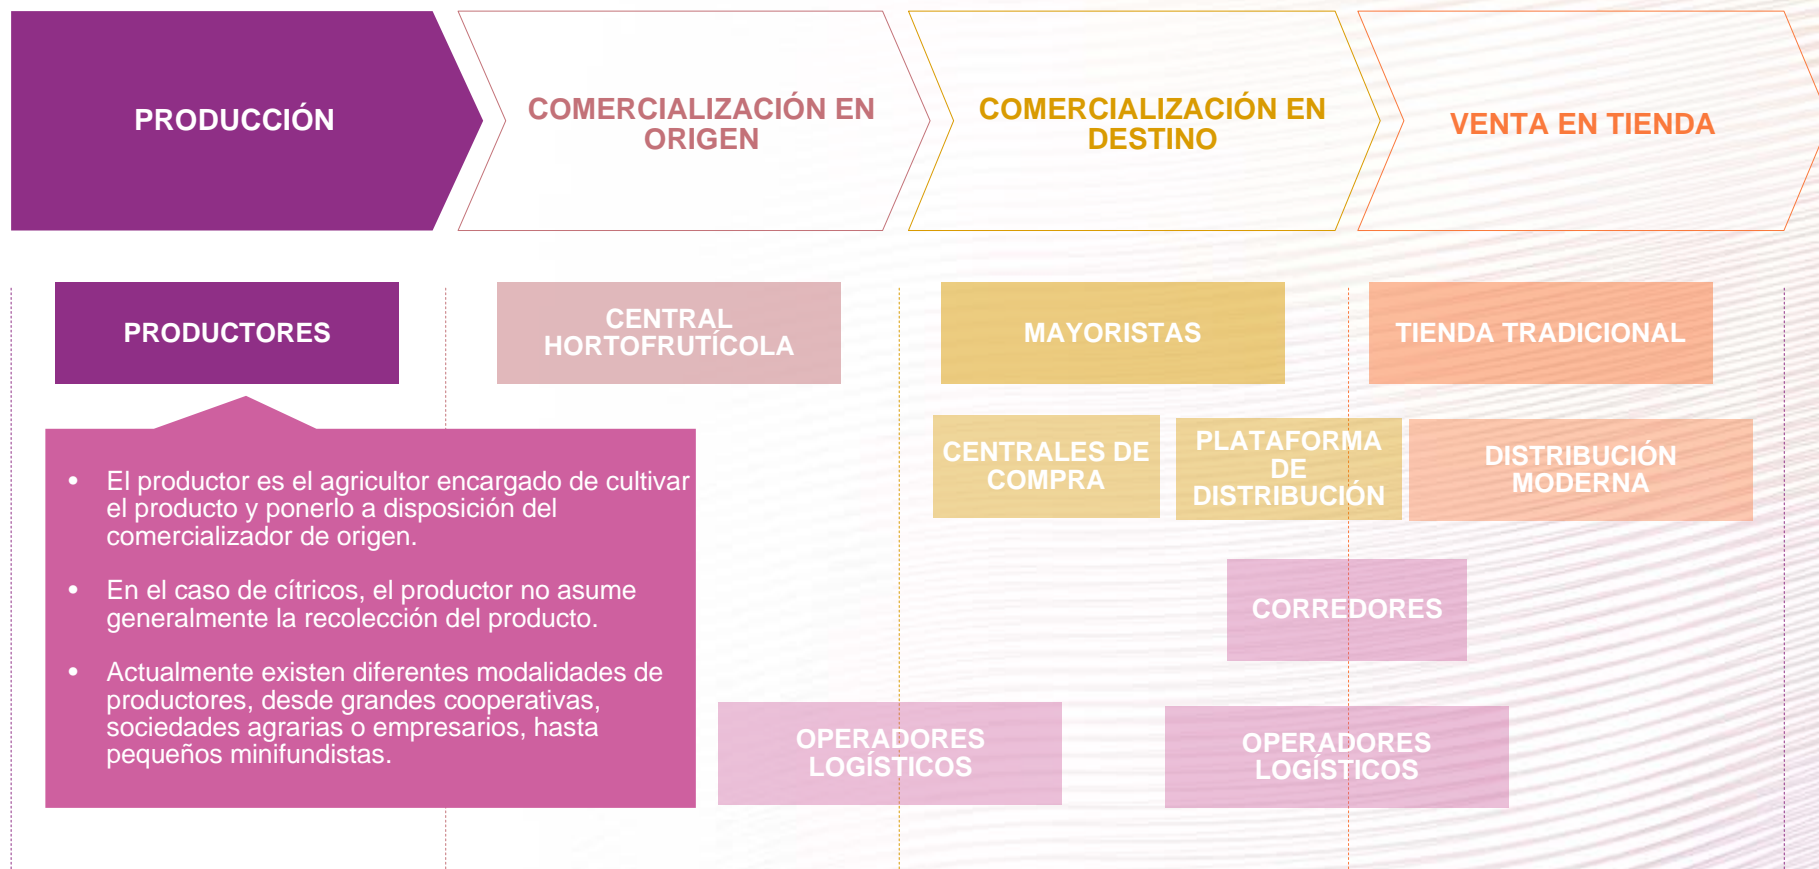 PRODUCCIÓN
COMERCIALIZACIÓN EN
ORIGEN
COMERCIALIZACIÓN EN
DESTINO
VENTA EN TIENDA
PRODUCTORES
CENTRAL
HORTOFRUTÍCOLA
MAYORISTAS
TIENDA TRADICIONAL
CENTRALES DE
COMPRA
PLATAFORMA
DE
DISTRIBUCIÓN
DISTRIBUCIÓN
MODERNA
• El productor es el agricultor encargado de cultivar
el producto y ponerlo a disposición del
comercializador de origen.
• En el caso de cítricos, el productor no asume
generalmente la recolección del producto.
• Actualmente existen diferentes modalidades de
productores, desde grandes cooperativas,
sociedades agrarias o empresarios, hasta
pequeños minifundistas.
CORREDORES
OPERADORES
LOGÍSTICOS
OPERADORES
LOGÍSTICOS